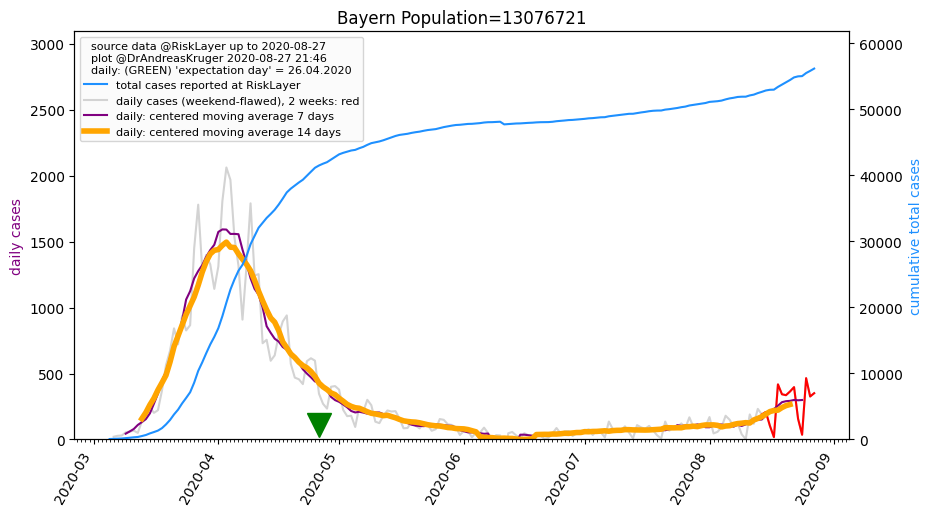 Bayern Population=13076721
source data @RiskLayer up to 2020-08-27
plot @DrAndreasKruger 2020-08-27 21:46
daily: (GREEN) 'expectation day' = 26.04.2020
total cases reported at RiskLayer
daily cases (weekend-flawed), 2 weeks: red
daily: centered moving average 7 days
daily: centered moving average 14 days
daily cases
3000
2500
2000
1500
1000
500
0
60000
50000
40000
30000
20000
10000
0
cumulative total cases
2020-03
2020-04
2020-05
2020-06
2020-07
2020-08
2020-09